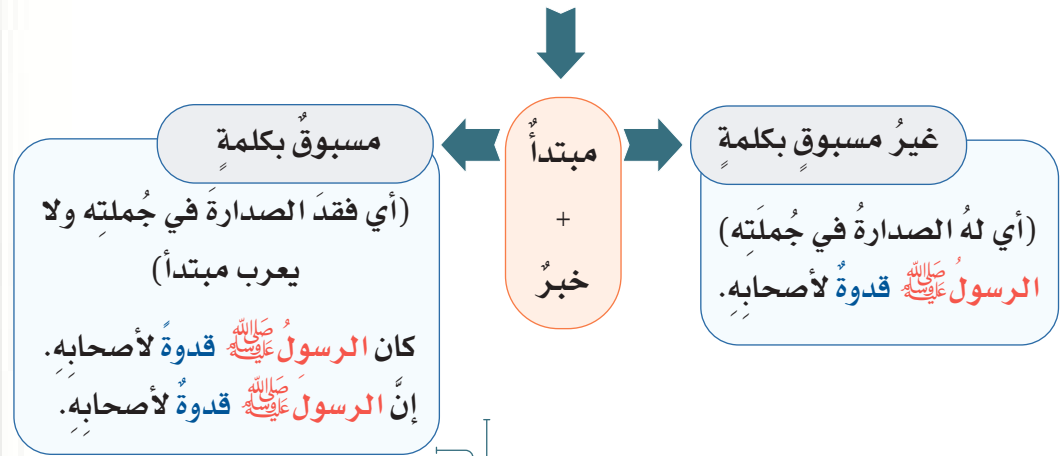 غيرُ مسبوقٍ بكلمةٍ
(أي لهُ الصدارةُ في جُملَتِه)
الرسولُ ﷺ قدوةٌ لأصحابِهِ.
مبتدأٌ
+
خبرٌ
مسبوقٌ بكلمةٍ
(أي فقدَ الصدارةَ في جُملتِه ولا
يعرب مبتدأ)
كان الرسولُ ﷺ قدوةً لأصحابِهِ.
إنَّ الرسولَ ﷺ قدوةٌ لأصحابِهِ.